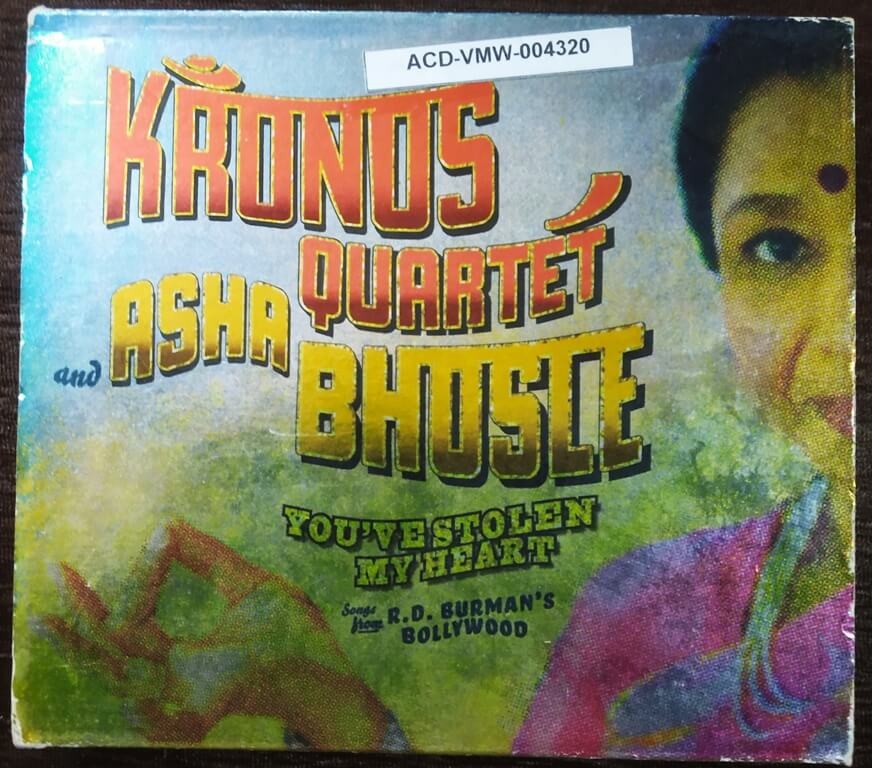 ACD-VMW-004320
KRONOS
QUARTET
and ASHA
BHOSLE
YOU'VE STOLEN
MY HEART
Songs from R.D. BURMAN'S
BOLLYWOOD